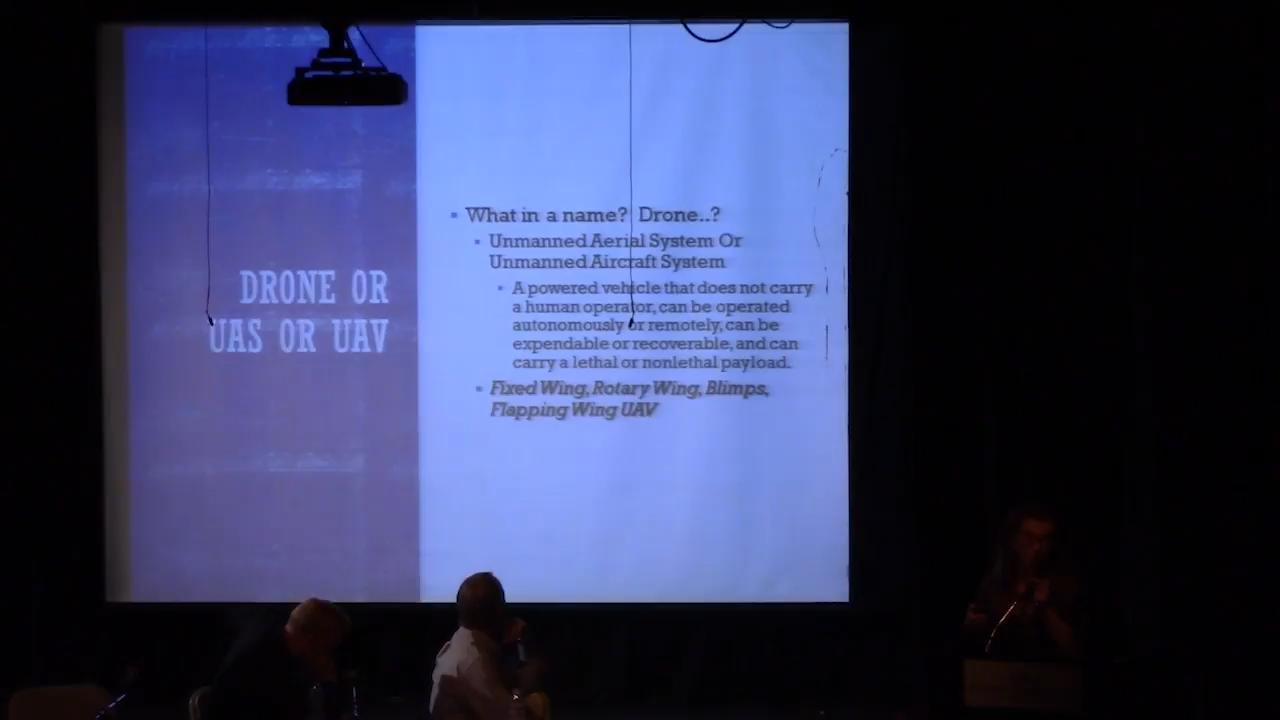 DRONE OR
UAS OR UAV
What in a name? Drone..?
Unmanned Aerial System Or
Unmanned Aircraft System
A powered vehicle that does not carry
a human operator, can be operated
autonomously or remotely, can be
expendable or recoverable, and can
carry a lethal or nonlethal payload.
Fixed Wing, Rotary Wing, Blimps,
Flapping Wing UAV